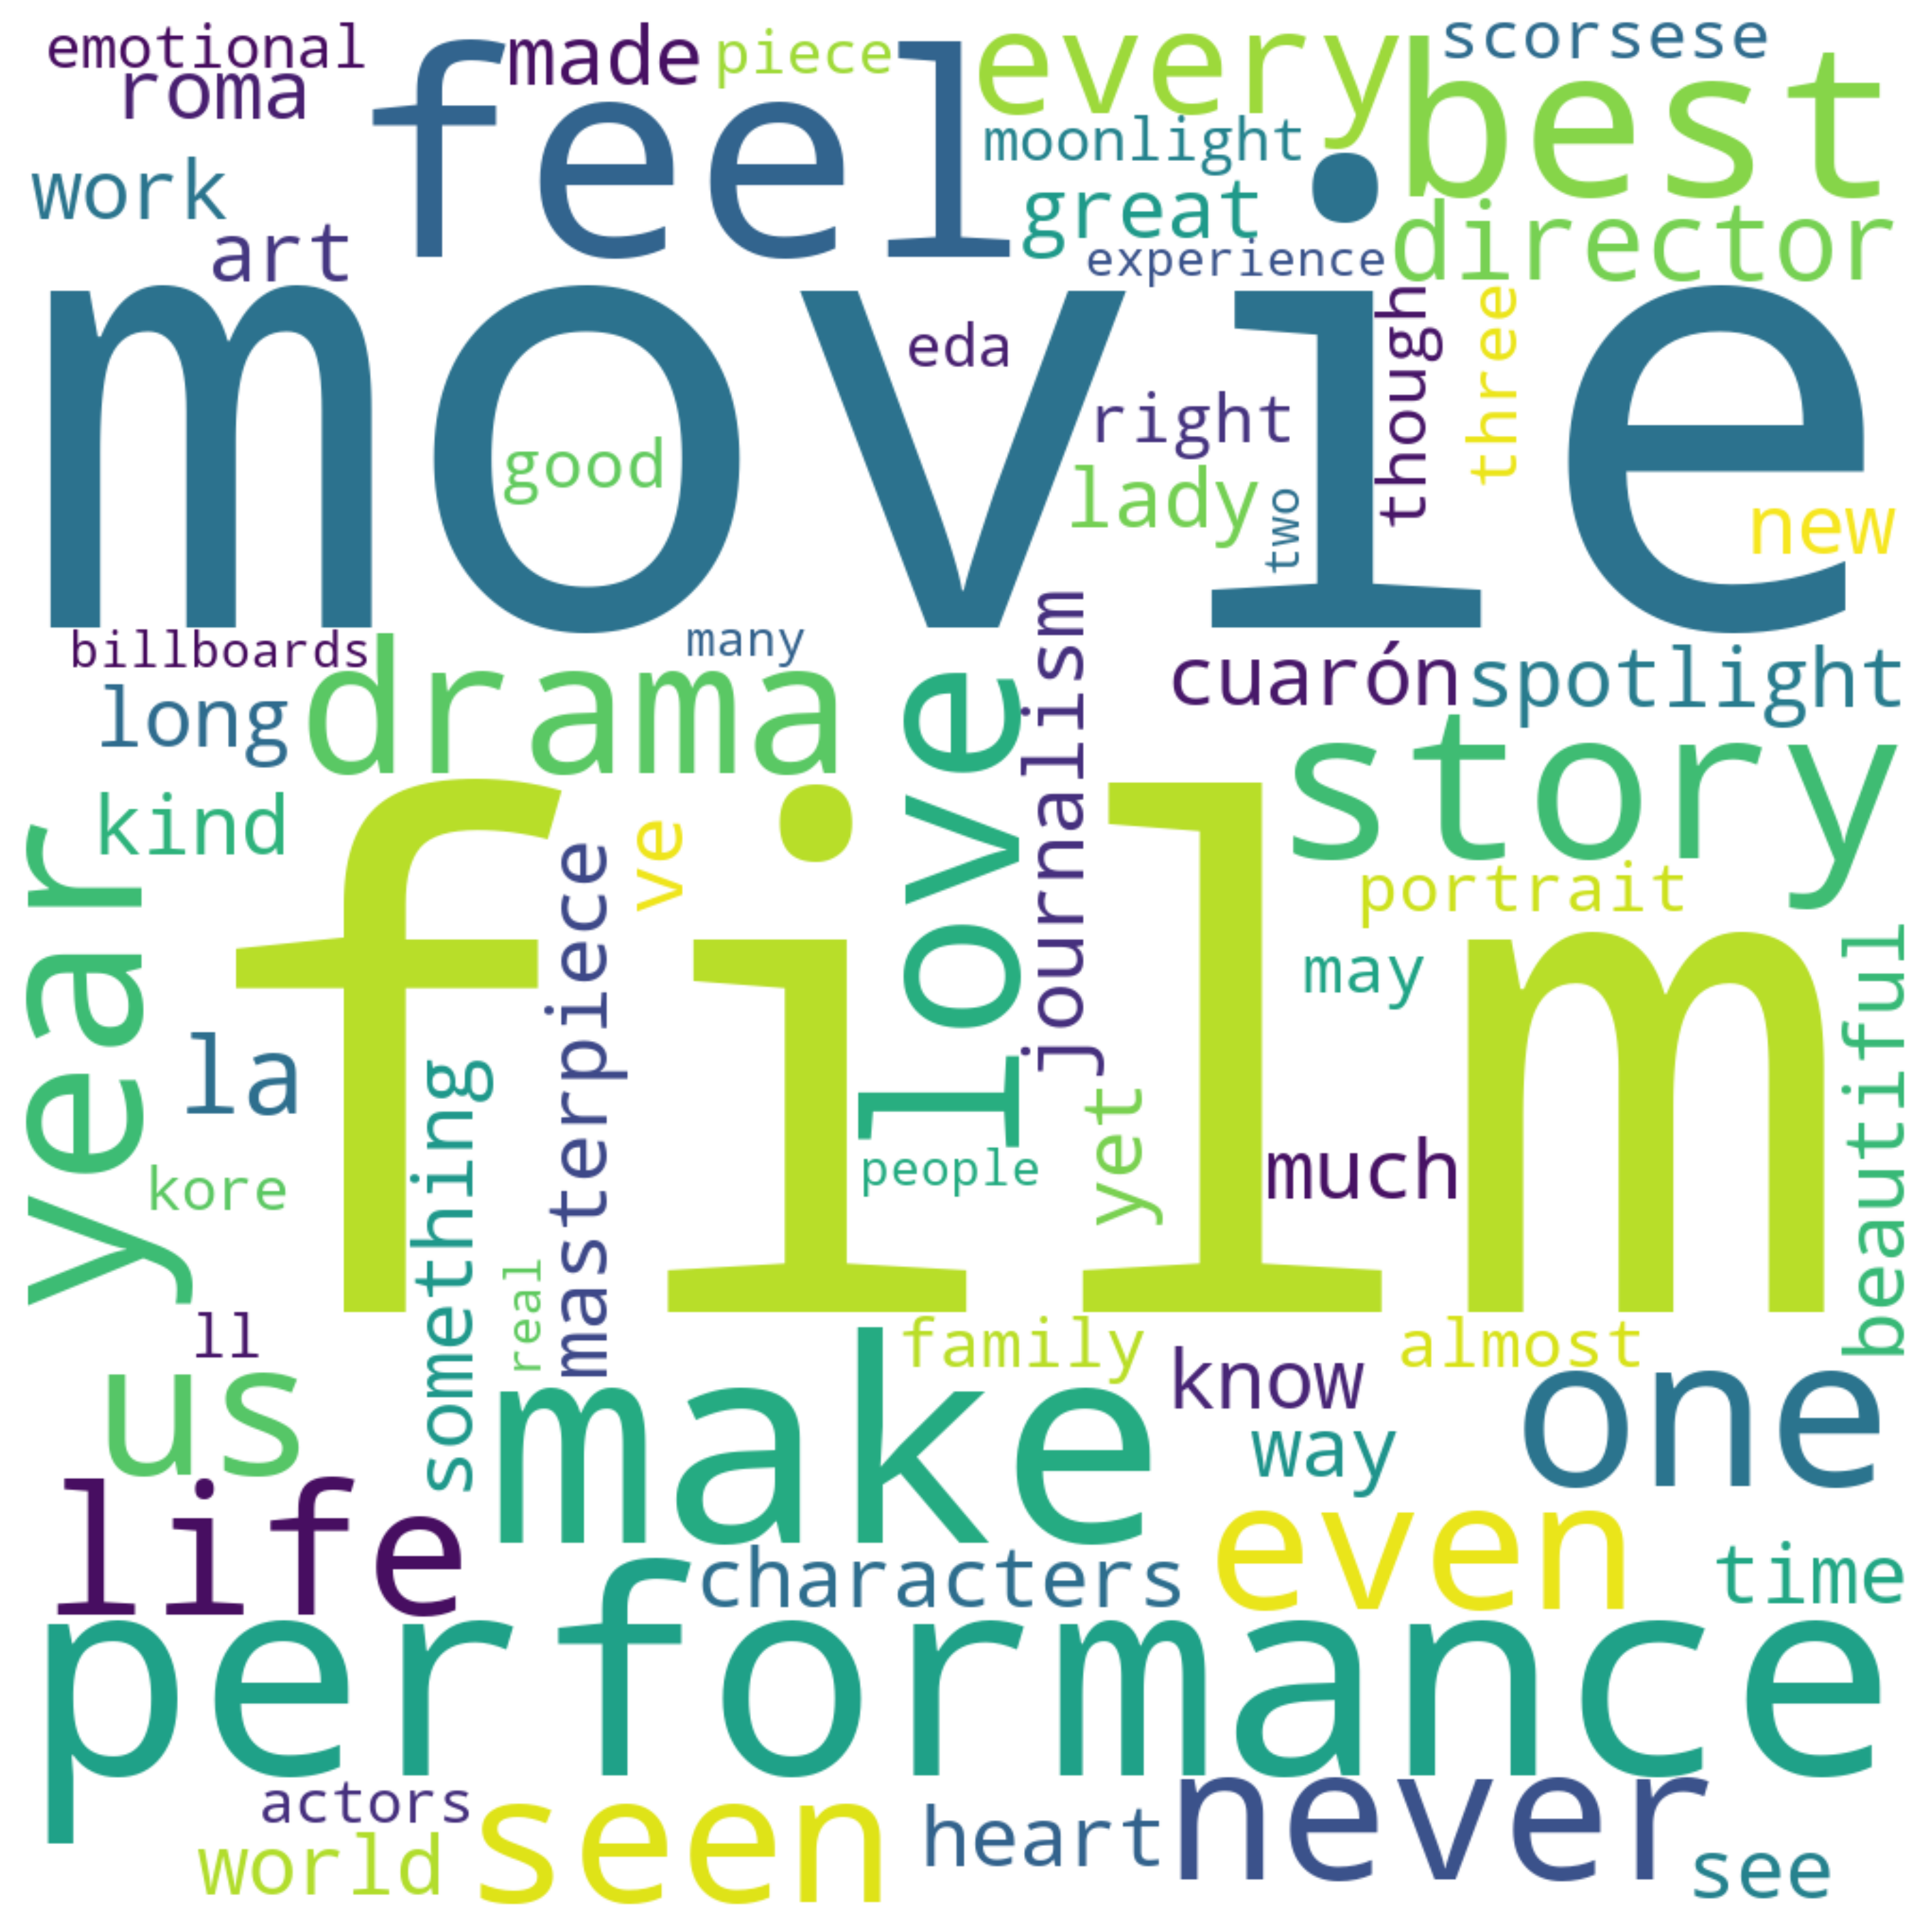 emotional
roma
feel
made
piece
every
scorsese
best
moonlight
work
great
art
experience
director
movie
eda
though
three
right
good
lady
two
new
billboards
many
long
drama
love
journalism
cuarón
spotlight
story
kind
year
film
ve
masterpiece
portrait
may
beautiful
la
something
kore
people
yet
much
real
ll
family
know
almost
us
make
way
one
life
characters
even
time
performance
actors
world
seen
heart
never
see